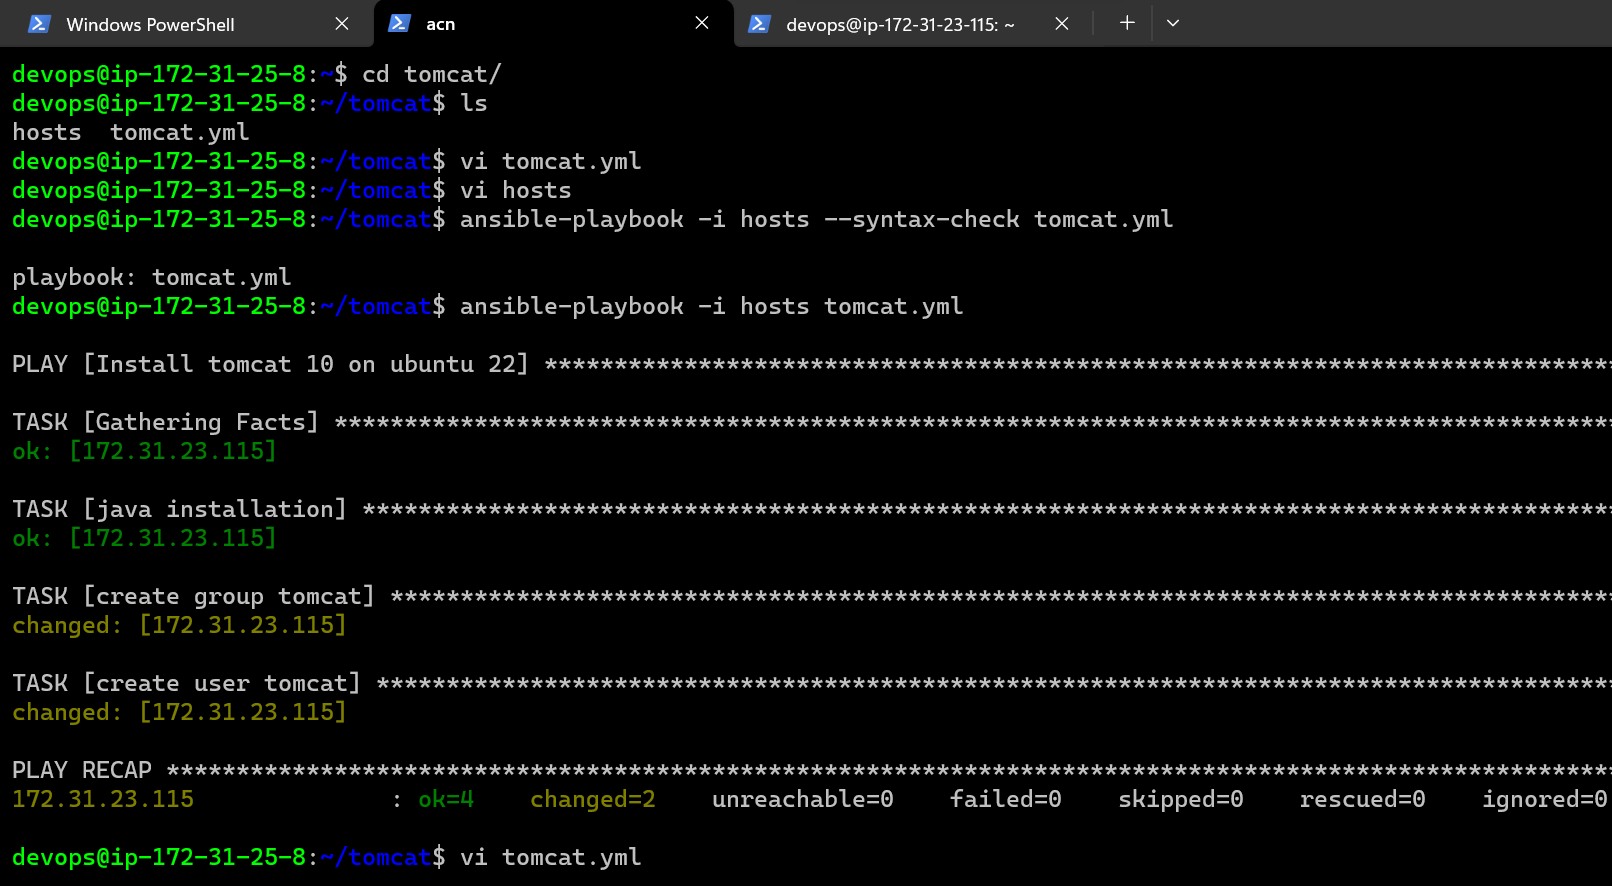 Windows PowerShell
acn
devops@ip-172-31-23-115: ~
devops@ip-172-31-25-8:~$ cd tomcat/
devops@ip-172-31-25-8:~/tomcat$ ls
hosts  tomcat.yml
devops@ip-172-31-25-8:~/tomcat$ vi tomcat.yml
devops@ip-172-31-25-8:~/tomcat$ vi hosts
devops@ip-172-31-25-8:~/tomcat$ ansible-playbook -i hosts --syntax-check tomcat.yml
playbook: tomcat.yml
devops@ip-172-31-25-8:~/tomcat$ ansible-playbook -i hosts tomcat.yml
PLAY [Install tomcat 10 on ubuntu 22] *****************************************************************************
TASK [Gathering Facts] ********************************************************************************************
ok: [172.31.23.115]
TASK [java installation] ******************************************************************************************
ok: [172.31.23.115]
TASK [create group tomcat] ****************************************************************************************
changed: [172.31.23.115]
TASK [create user tomcat] *****************************************************************************************
changed: [172.31.23.115]
PLAY RECAP ********************************************************************************************************
172.31.23.115              : ok=4    changed=2    unreachable=0    failed=0    skipped=0    rescued=0    ignored=0
devops@ip-172-31-25-8:~/tomcat$ vi tomcat.yml